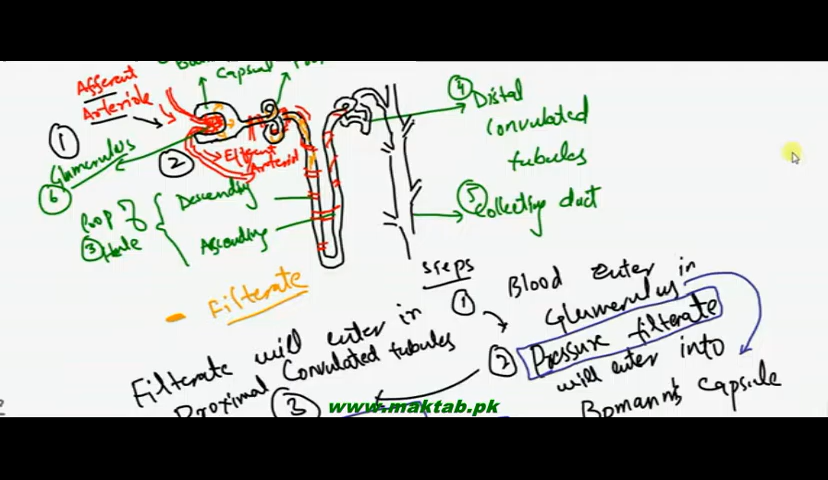 Capsul
Afferent
Arteriole
1
Glumerulus
2
6
Efferent
Arteriol
Descending
Loop
3 Henle
Ascending
4 Distal
Convulated
tubules
5 Collecting duct
- Filterate
steps
1 Blood enter in
Glumerulus
2 Pressure filterate
will enter into
Bomann's Capsule
Filterate will enter in
Proximal Convulated tubules
3
www.maktab.pk